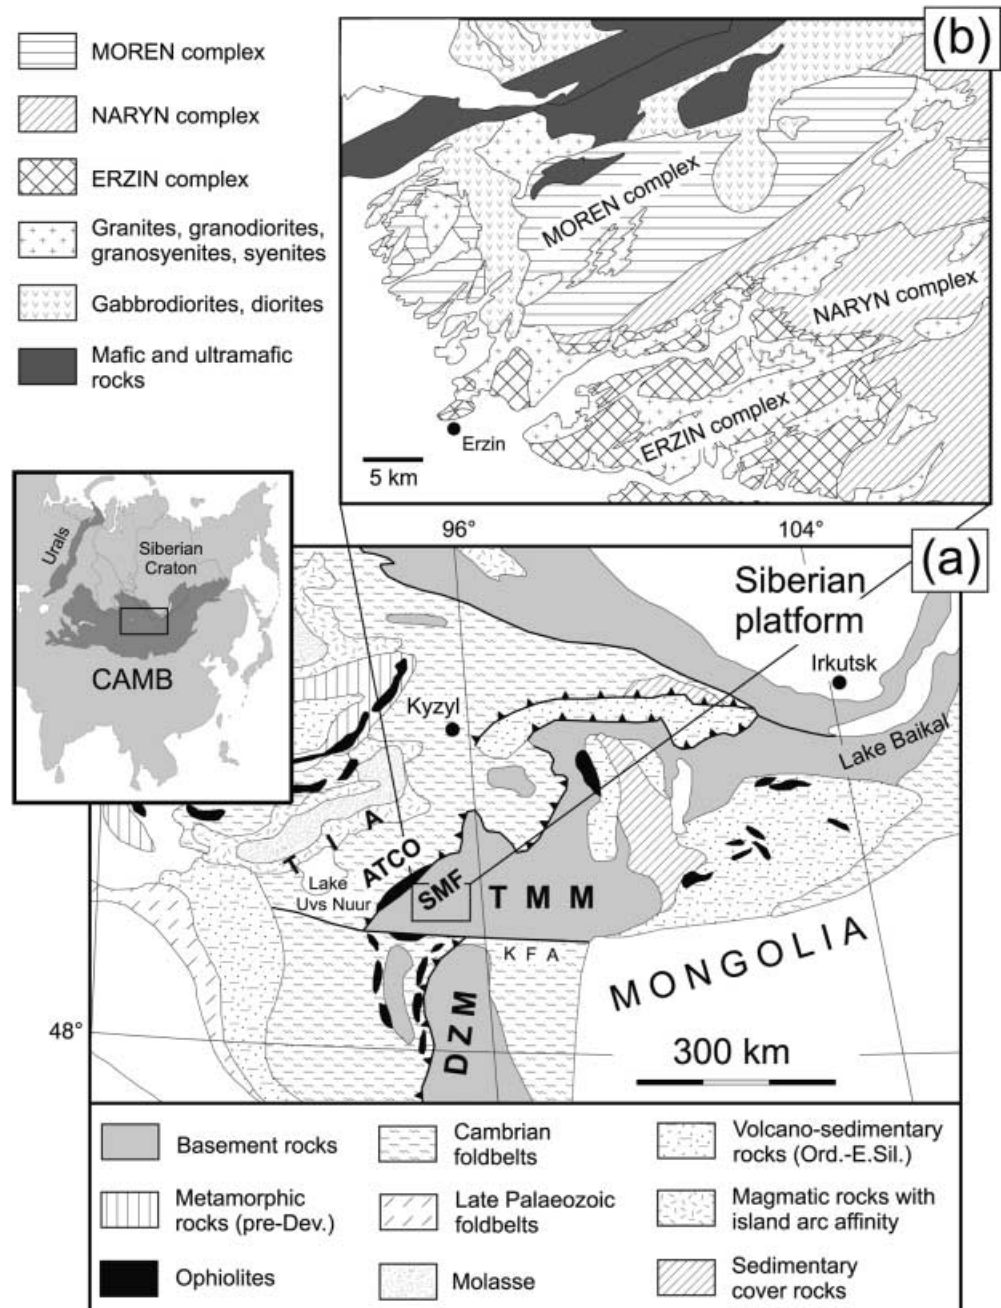 MOREN complex
NARYN complex
ERZIN complex
Granites, granodiorites,
granosyenites, syenites
Gabbrodiorites, diorites
Mafic and ultramafic
rocks
(b)
MOREN complex
NARYN complex
ERZIN complex
Erzin
5 km
Urals
Siberian
Craton
CAMB
96°
104°
(a)
Siberian
platform
Irkutsk
Kyzyl
Lake Baikal
T I A
ATCO
Lake
Uvs Nuur
SMF
T M M
K F A
MONGOLIA
DZM
48°
300 km
Basement rocks
Metamorphic
rocks (pre-Dev.)
Ophiolites
Cambrian
foldbelts
Late Palaeozoic
foldbelts
Molasse
Volcano-sedimentary
rocks (Ord.-E.Sil.)
Magmatic rocks with
island arc affinity
Sedimentary
cover rocks